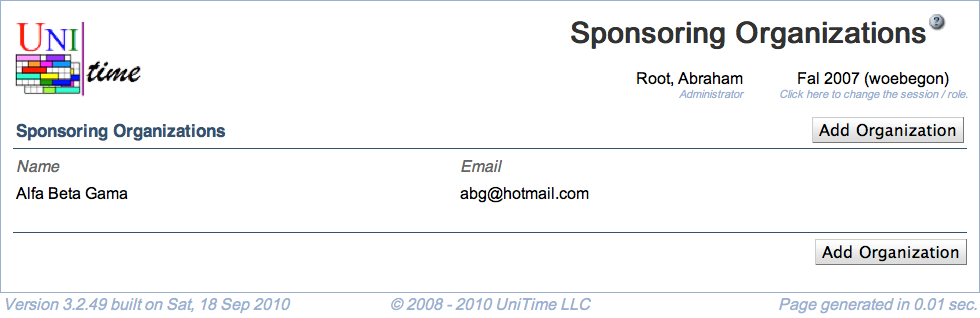 UNI
time
Sponsoring Organizations ?
Root, Abraham Fal 2007 (woebegon)
Administrator Click here to change the session / role.
Sponsoring Organizations Add Organization
Name Email
Alfa Beta Gama abg@hotmail.com
Add Organization
Version 3.2.49 built on Sat, 18 Sep 2010 © 2008 - 2010 UniTime LLC Page generated in 0.01 sec.